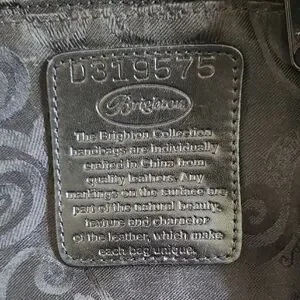 D319575
Brighton
The Brighton Collection
handbags are individually
crafted in China from
quality leathers. Any
markings on the surface are
part of the natural beauty,
texture and character
of the leather, which make
each bag unique.